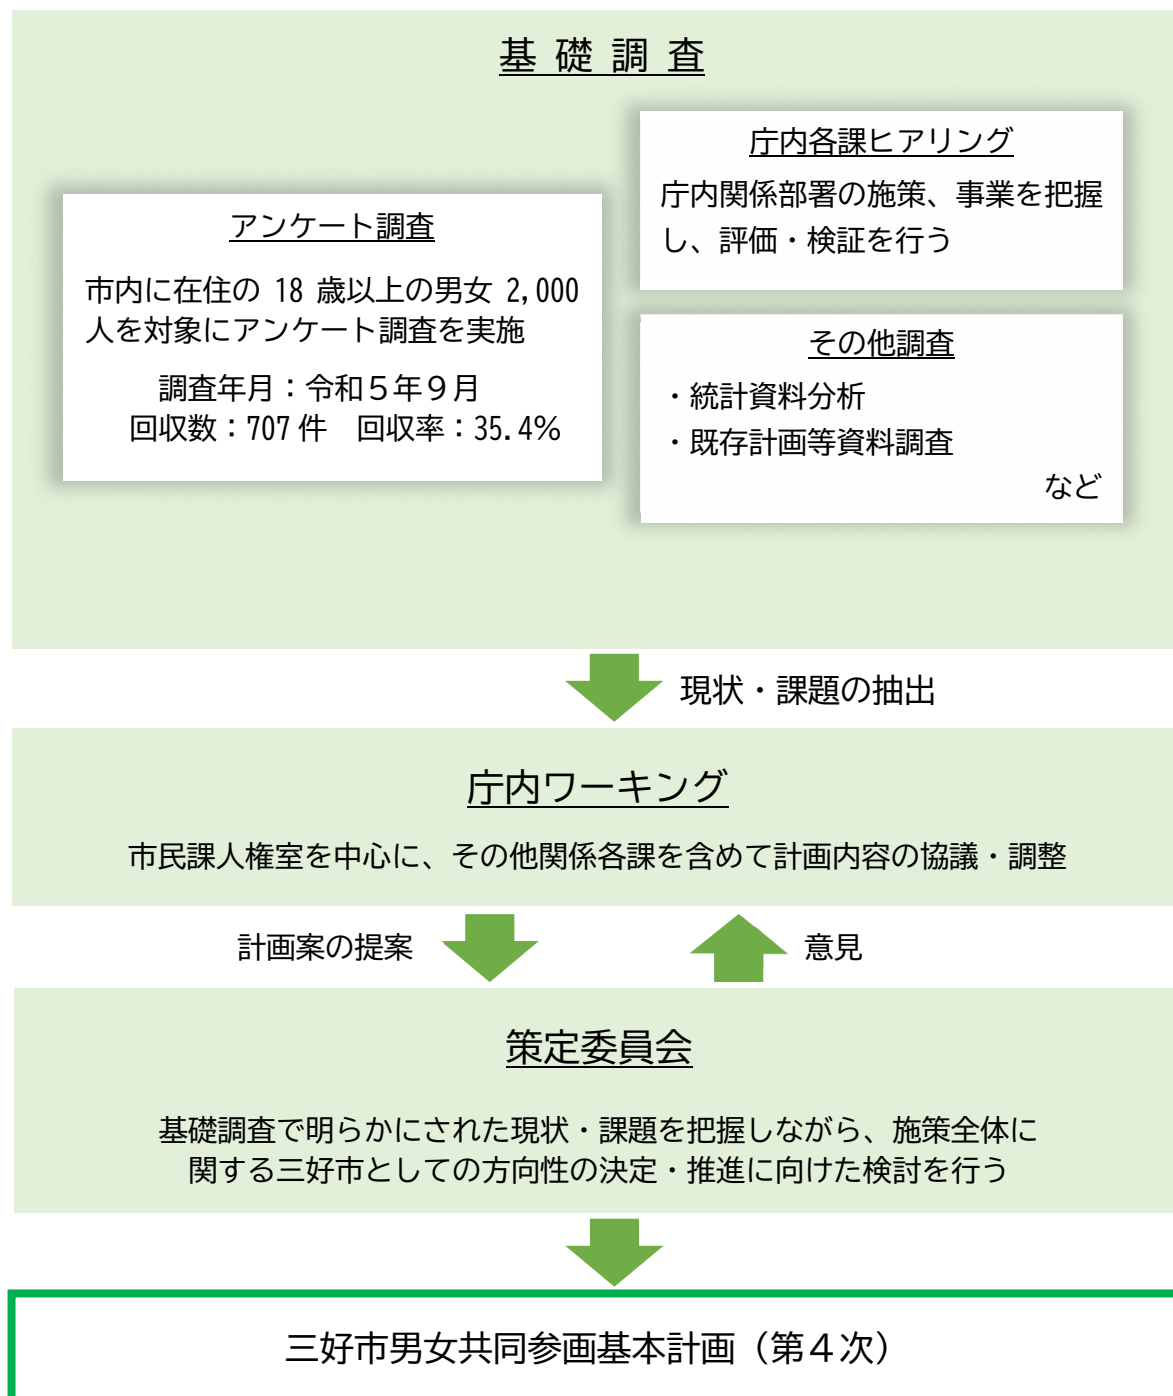 基 礎 調 査
アンケート調査
市内に在住の 18 歳以上の男女 2,000
人を対象にアンケート調査を実施
調査年月：令和５年９月
回収数：707 件　回収率：35.4%
庁内各課ヒアリング
庁内関係部署の施策、事業を把握
し、評価・検証を行う
その他調査
・統計資料分析
・既存計画等資料調査
など
現状・課題の抽出
庁内ワーキング
市民課人権室を中心に、その他関係各課を含めて計画内容の協議・調整
計画案の提案
意見
策定委員会
基礎調査で明らかにされた現状・課題を把握しながら、施策全体に
関する三好市としての方向性の決定・推進に向けた検討を行う
三好市男女共同参画基本計画（第４次）